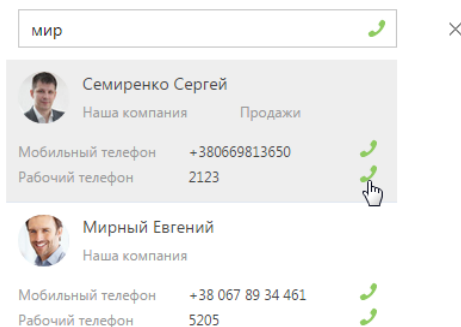 мир
Семиренко Сергей
Наша компания Продажи
Мобильный телефон +380669813650
Рабочий телефон 2123
Мирный Евгений
Наша компания
Мобильный телефон +38 067 89 34 461
Рабочий телефон 5205